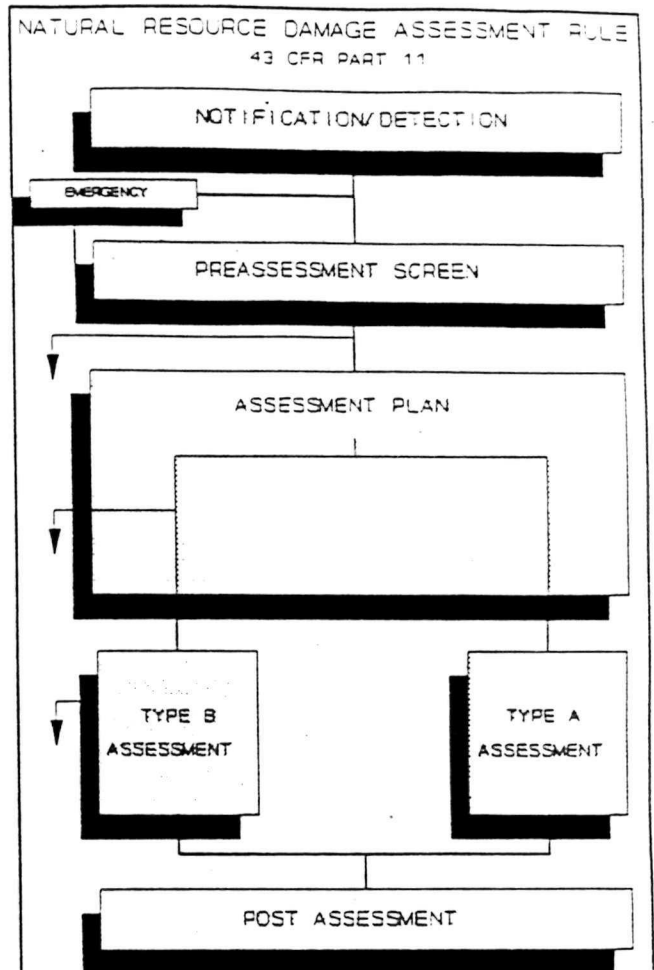 NATURAL RESOURCE DAMAGE ASSESSMENT RULE
43 CFR PART 11
NOTIFICATION/DETECTION
EMERGENCY
PREASSESSMENT SCREEN
ASSESSMENT PLAN
TYPE B
ASSESSMENT
TYPE A
ASSESSMENT
POST ASSESSMENT